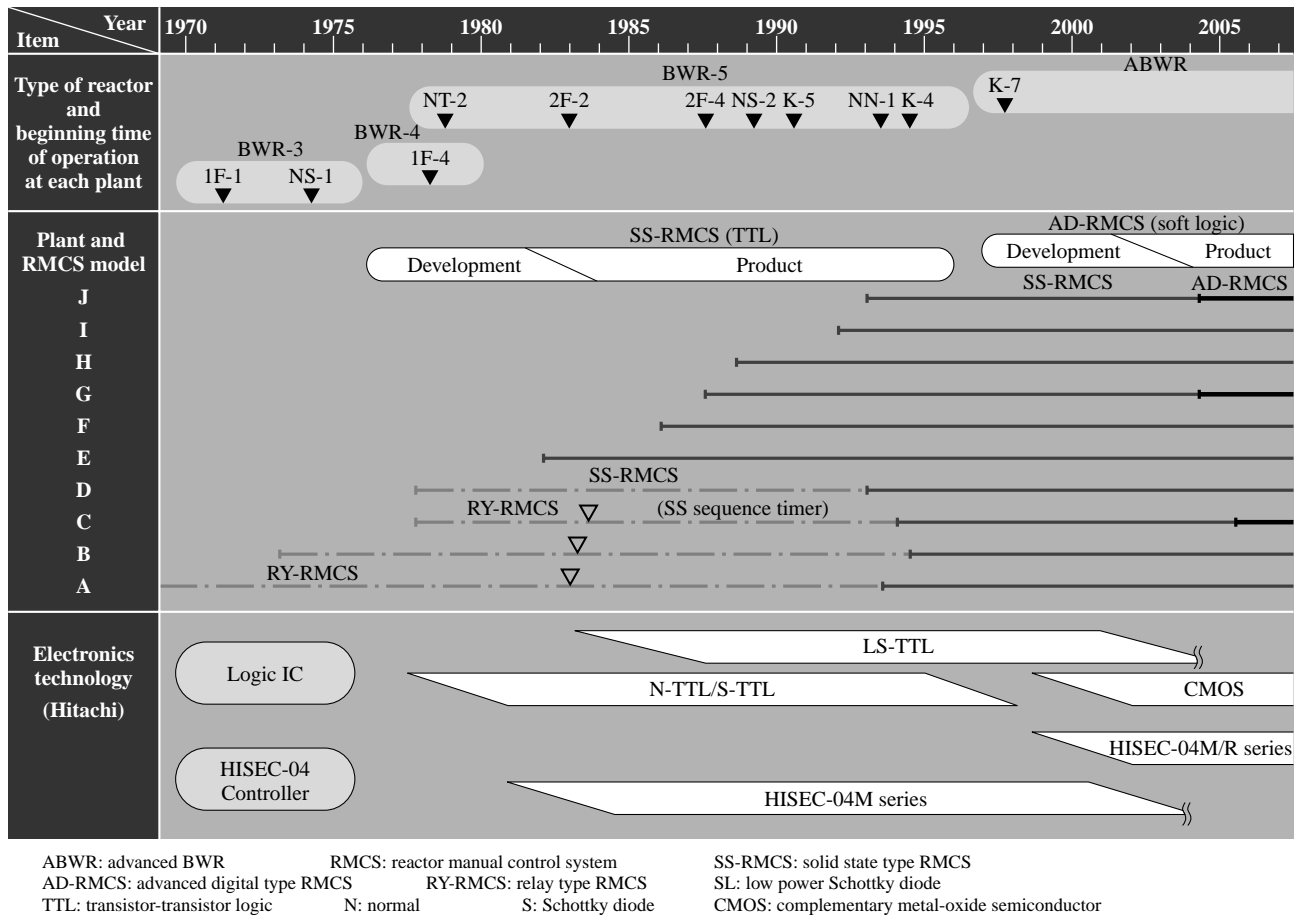 Year
Item
1970 1975 1980 1985 1990 1995 2000 2005
Type of reactor
and
beginning time
of operation
at each plant
BWR-5
ABWR
NT-2 2F-2 2F-4 NS-2 K-5 NN-1 K-4
K-7
BWR-4
1F-4
BWR-3
1F-1 NS-1
Plant and
RMCS model
SS-RMCS (TTL)
Development Product
AD-RMCS (soft logic)
Development Product
SS-RMCS AD-RMCS
J
I
H
G
F
E
SS-RMCS
D
RY-RMCS (SS sequence timer)
C
B
RY-RMCS
A
Electronics
technology
(Hitachi)
Logic IC
LS-TTL
N-TTL/S-TTL
CMOS
HISEC-04M/R series
HISEC-04
Controller
HISEC-04M series
ABWR: advanced BWR RMCS: reactor manual control system SS-RMCS: solid state type RMCS
AD-RMCS: advanced digital type RMCS RY-RMCS: relay type RMCS SL: low power Schottky diode
TTL: transistor-transistor logic N: normal S: Schottky diode CMOS: complementary metal-oxide semiconductor